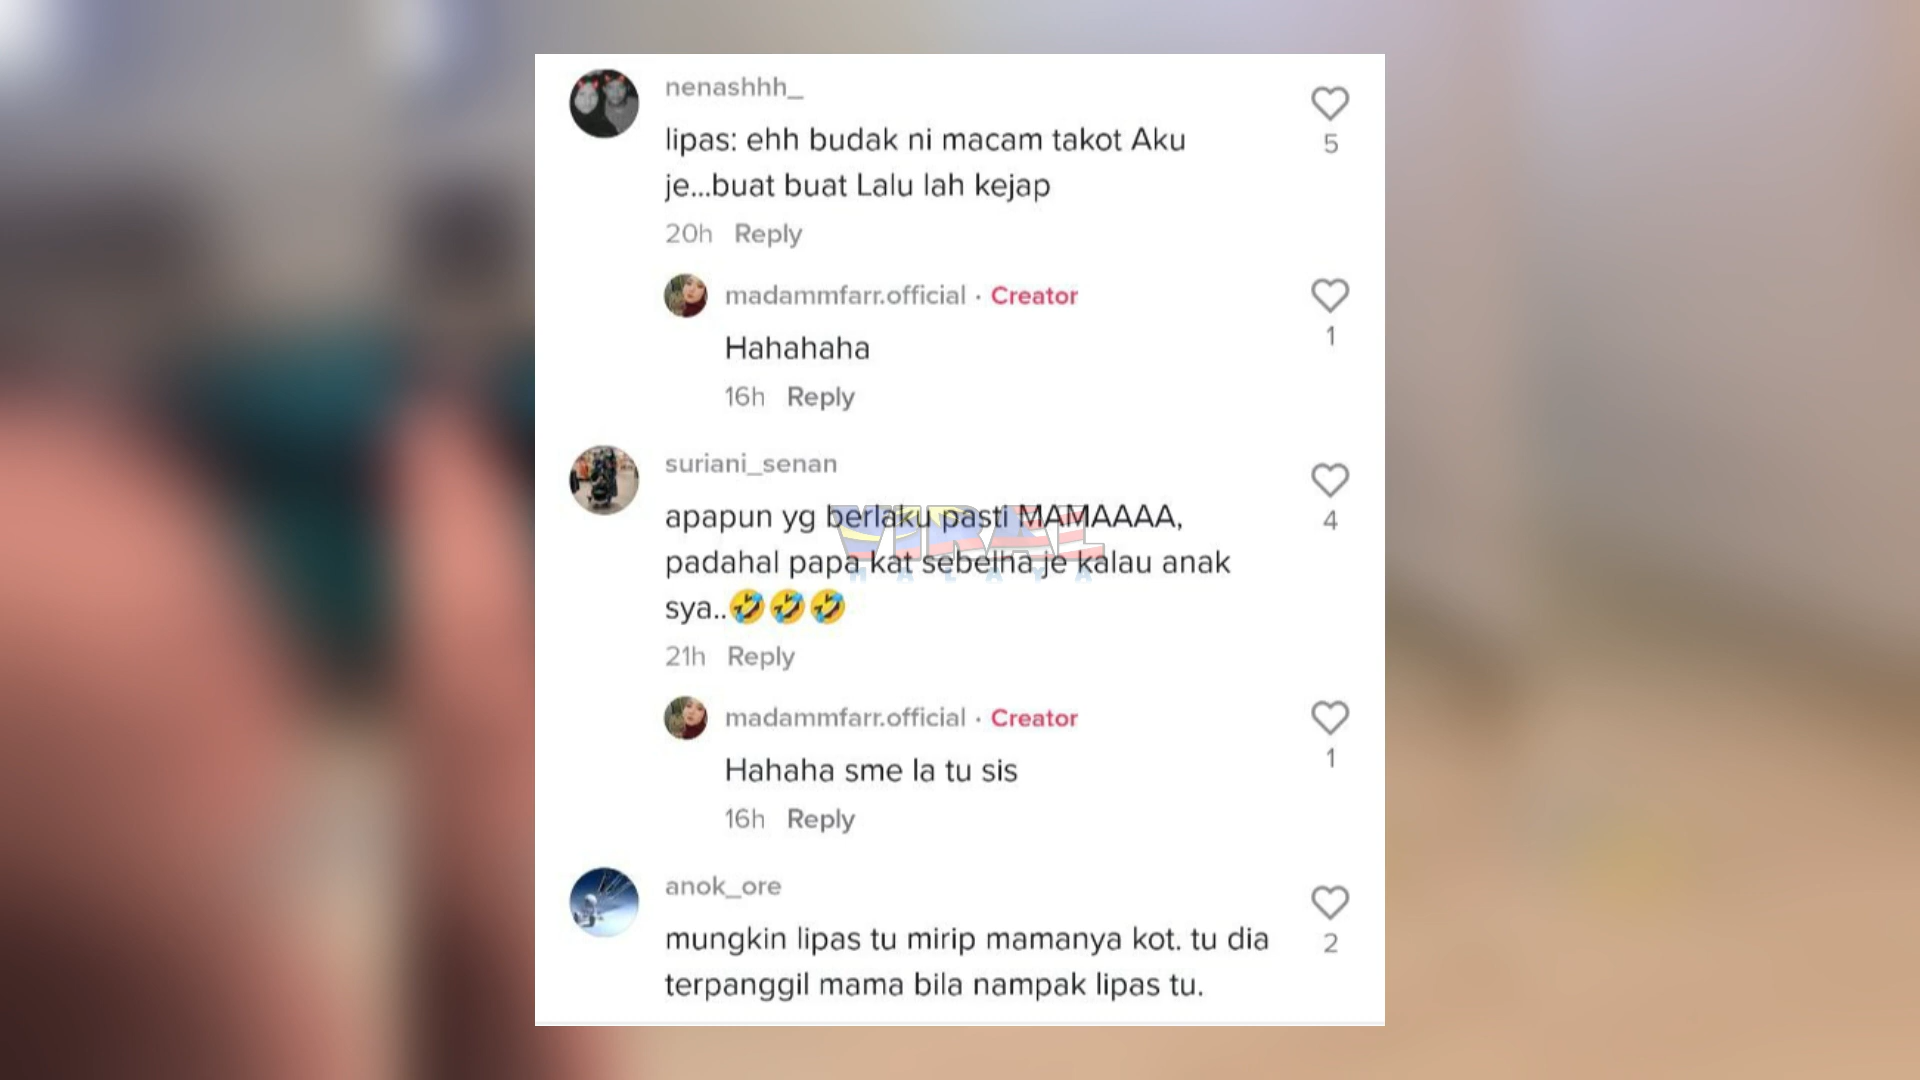 nenashhh_
lipas: ehh budak ni macam takot Aku
je...buat buat Lalu lah kejap
5
20h Reply
madammfarr.official · Creator
Hahahaha
1
16h Reply
suriani_senan
apapun yg berlaku pasti MAMAAAA,
padahal papa kat sebelha je kalau anak
sya..🤣🤣🤣
4
21h Reply
VIRAL
MALAYA
madammfarr.official · Creator
Hahaha sme la tu sis
1
16h Reply
anok_ore
mungkin lipas tu mirip mamanya kot. tu dia
terpanggil mama bila nampak lipas tu.
2